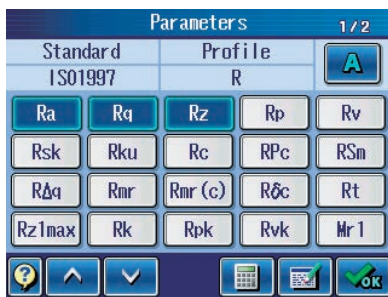 Parameters 1/2
Standard Profile
ISO1997 R A
Ra Rq Rz Rp Rv
Rsk Rku Rc RPc RSm
RΔq Rmr Rmr(c) Rδc Rt
Rz1max Rk Rpk Rvk Mr1
? OK